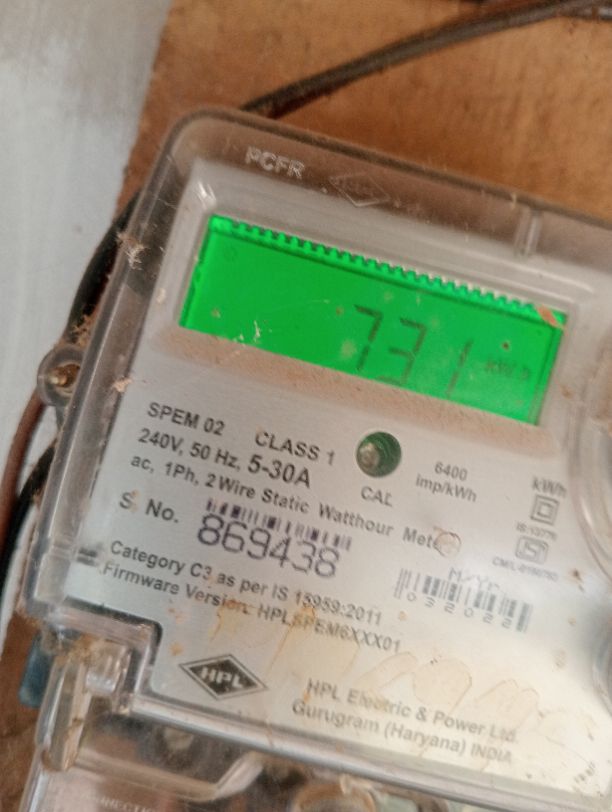 PCFR
731 kWh
SPEM 02 CLASS 1
240V, 50 Hz, 5-30A
CAL
6400
imp/kWh
kWh
ac, 1Ph, 2 Wire Static Watthour Meter
S. No.
869438
M/Yr
032022
Category C3 as per IS 15959:2011
Firmware Version: HPLSPEM6XXX01
HPL
HPL Electric & Power Ltd.
Gurugram (Haryana) INDIA